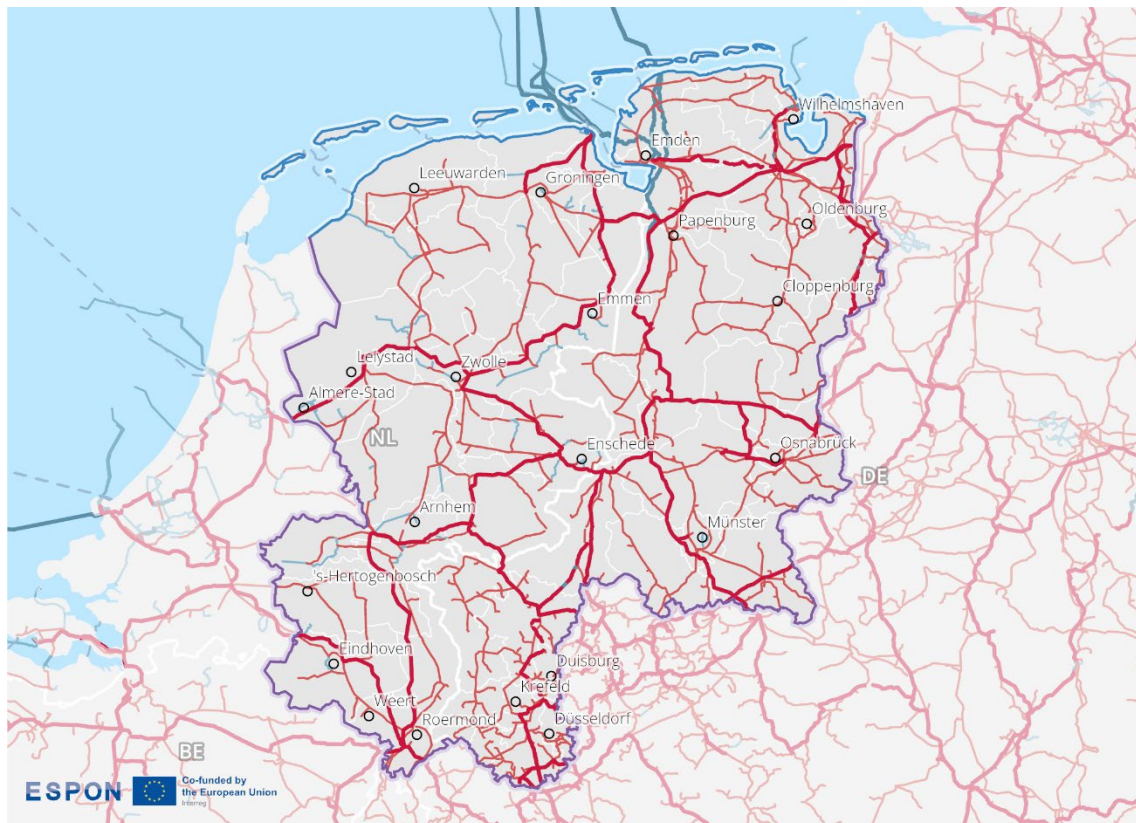 Wilhelmshaven
Emden
Leeuwarden
Groningen
Papenburg
Oldenburg
Cloppenburg
Emmen
Lelystad
Zwolle
Almere-Stad
NL
Enschede
Osnabrück
DE
Arnhem
Münster
's-Hertogenbosch
Eindhoven
Duisburg
Krefeld
Weert
Roermond
Düsseldorf
BE
ESPON
Co-funded by
the European Union
Interreg